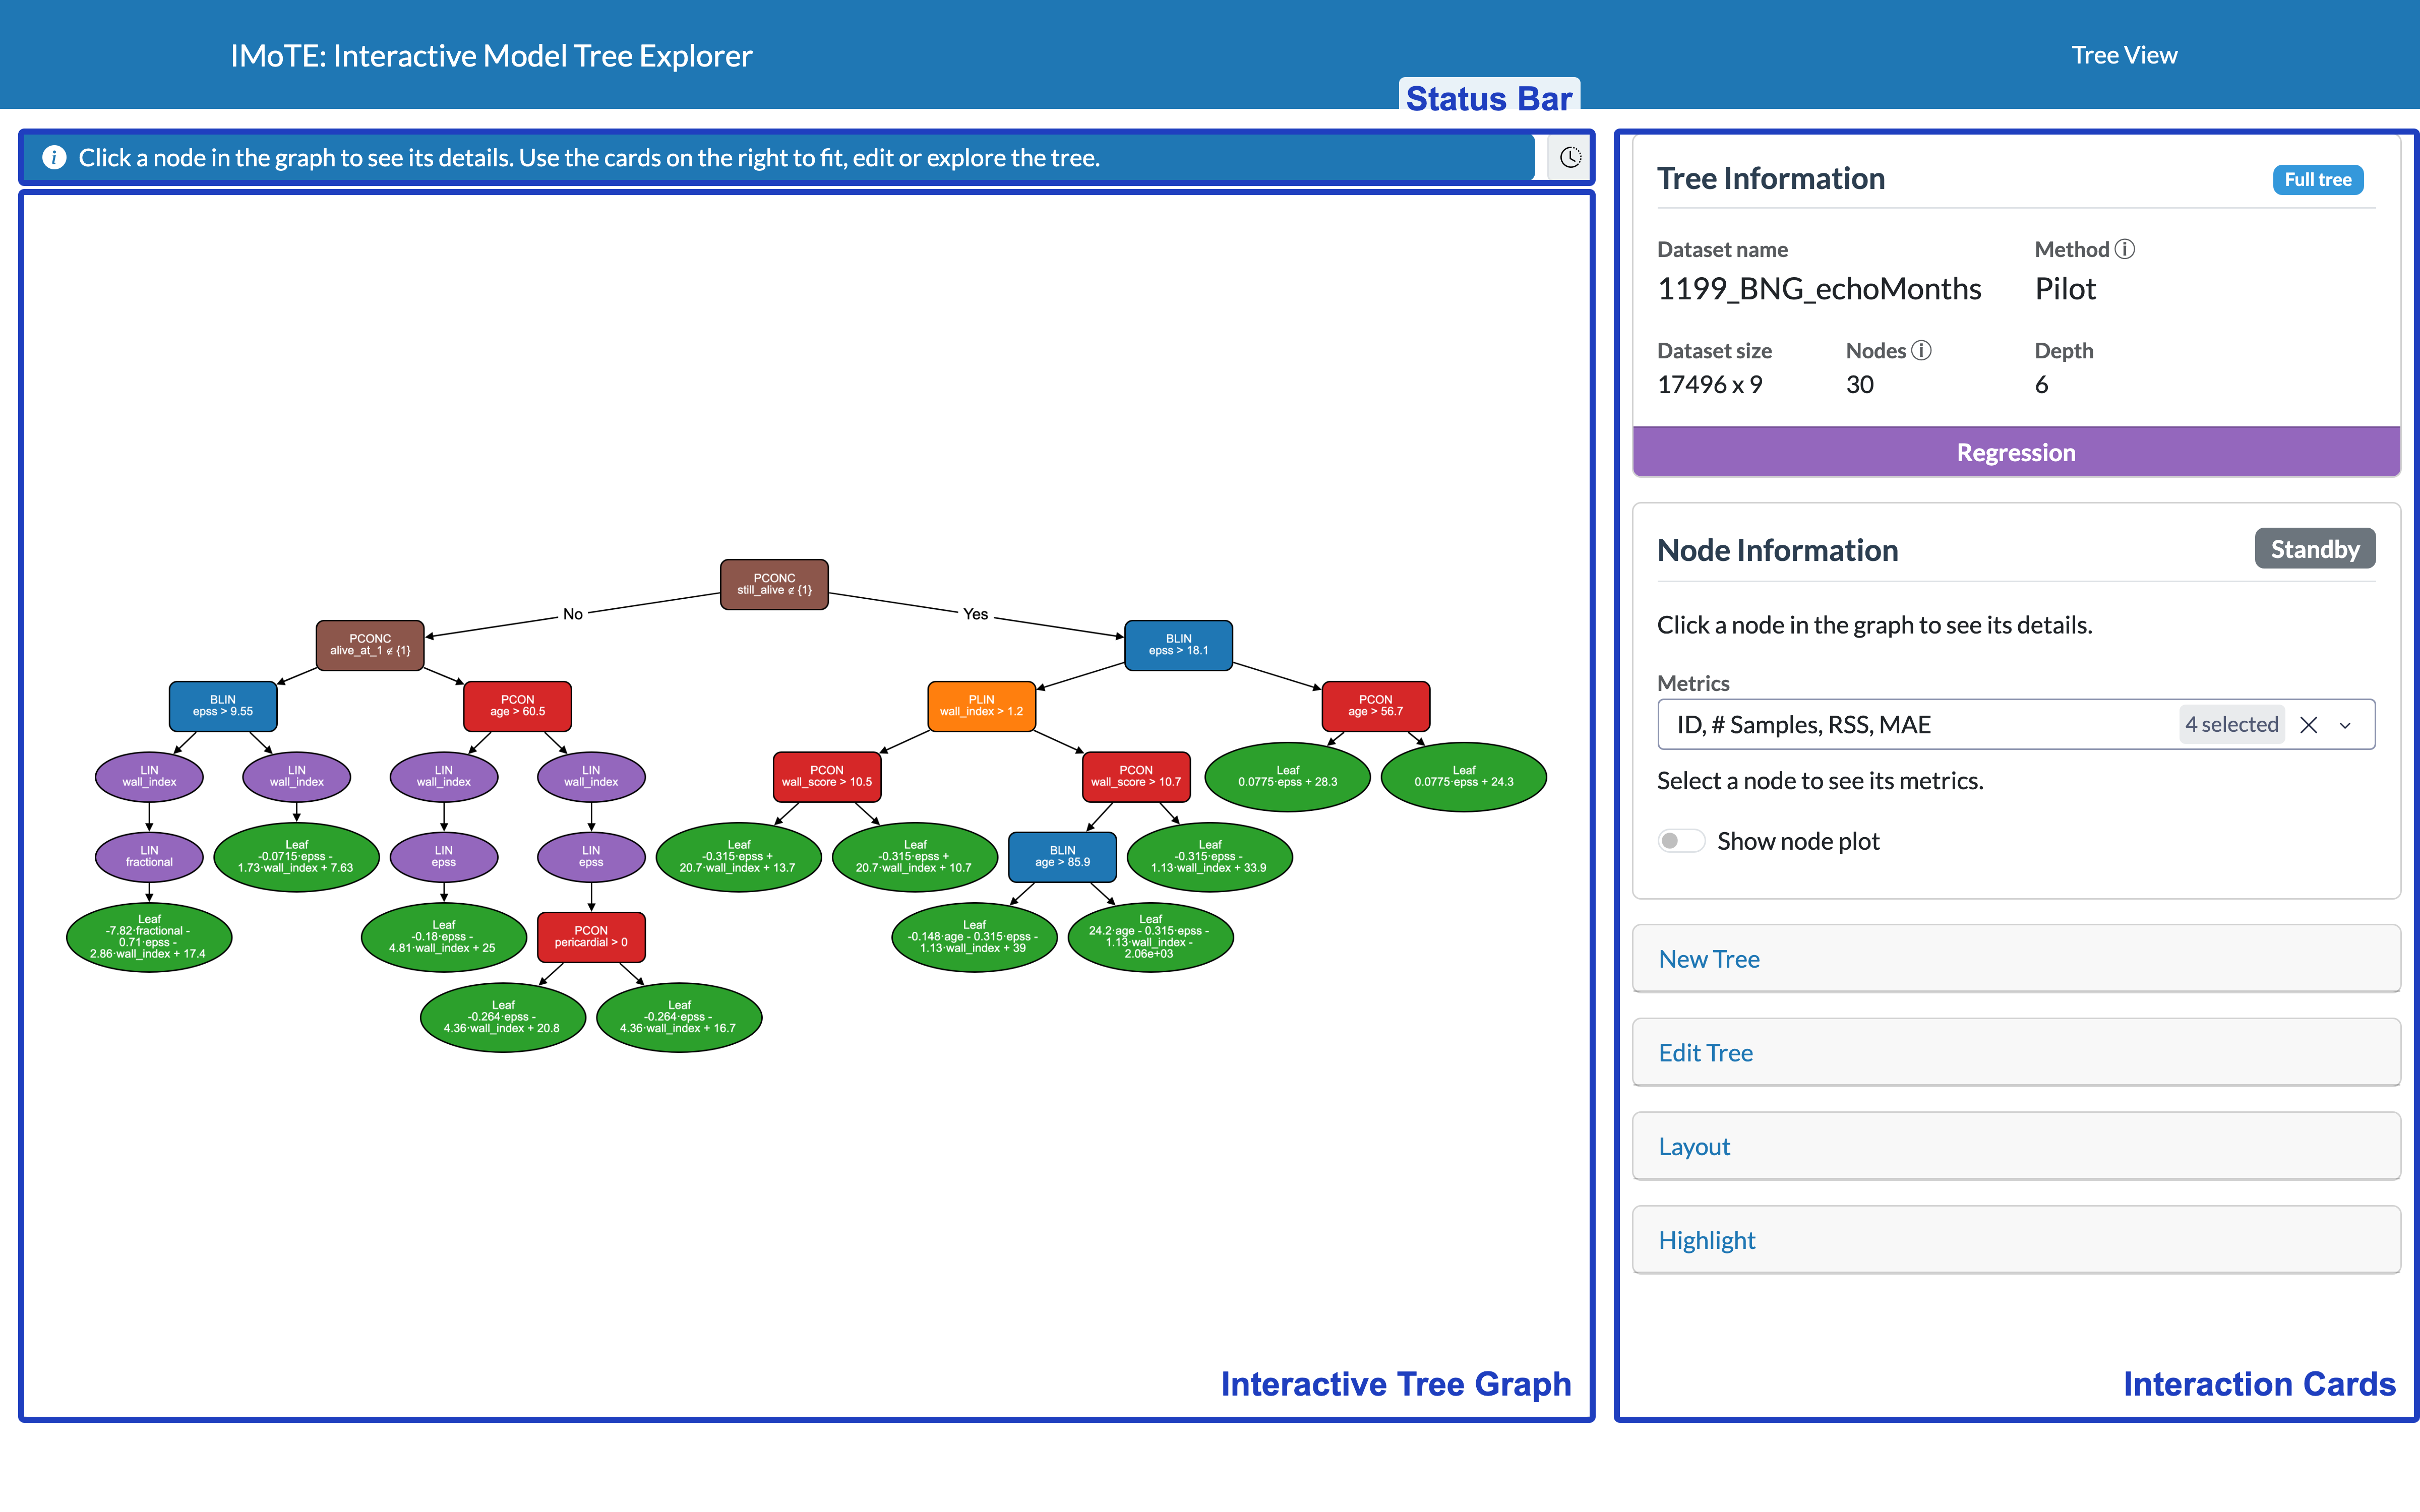 IMoTE: Interactive Model Tree Explorer
Tree View
Status Bar
Click a node in the graph to see its details. Use the cards on the right to fit, edit or explore the tree.
PCONC
still_alive ∉ {1}
No
Yes
PCONC
alive_at_1 ∉ {1}
BLIN
epss > 18.1
BLIN
epss > 9.55
PCON
age > 60.5
PLIN
wall_index > 1.2
PCON
age > 56.7
LIN
wall_index
LIN
wall_index
LIN
wall_index
LIN
wall_index
PCON
wall_score > 10.5
PCON
wall_score > 10.7
Leaf
0.0775·epss + 28.3
Leaf
0.0775·epss + 24.3
LIN
fractional
Leaf
-0.0715·epss -
1.73·wall_index + 7.63
LIN
epss
LIN
epss
Leaf
-0.315·epss +
20.7·wall_index + 13.7
Leaf
-0.315·epss +
20.7·wall_index + 10.7
BLIN
age > 85.9
Leaf
-0.315·epss -
1.13·wall_index + 33.9
Leaf
-7.82·fractional -
0.71·epss -
2.86·wall_index + 17.4
Leaf
-0.18·epss -
4.81·wall_index + 25
PCON
pericardial > 0
Leaf
-0.148·age - 0.315·epss -
1.13·wall_index + 39
Leaf
24.2·age - 0.315·epss -
1.13·wall_index -
2.06e+03
Leaf
-0.264·epss -
4.36·wall_index + 20.8
Leaf
-0.264·epss -
4.36·wall_index + 16.7
Interactive Tree Graph
Tree Information
Full tree
Dataset name
Method
1199_BNG_echoMonths
Pilot
Dataset size
Nodes
Depth
17496 x 9
30
6
Regression
Node Information
Standby
Click a node in the graph to see its details.
Metrics
ID, # Samples, RSS, MAE
4 selected
Select a node to see its metrics.
Show node plot
New Tree
Edit Tree
Layout
Highlight
Interaction Cards